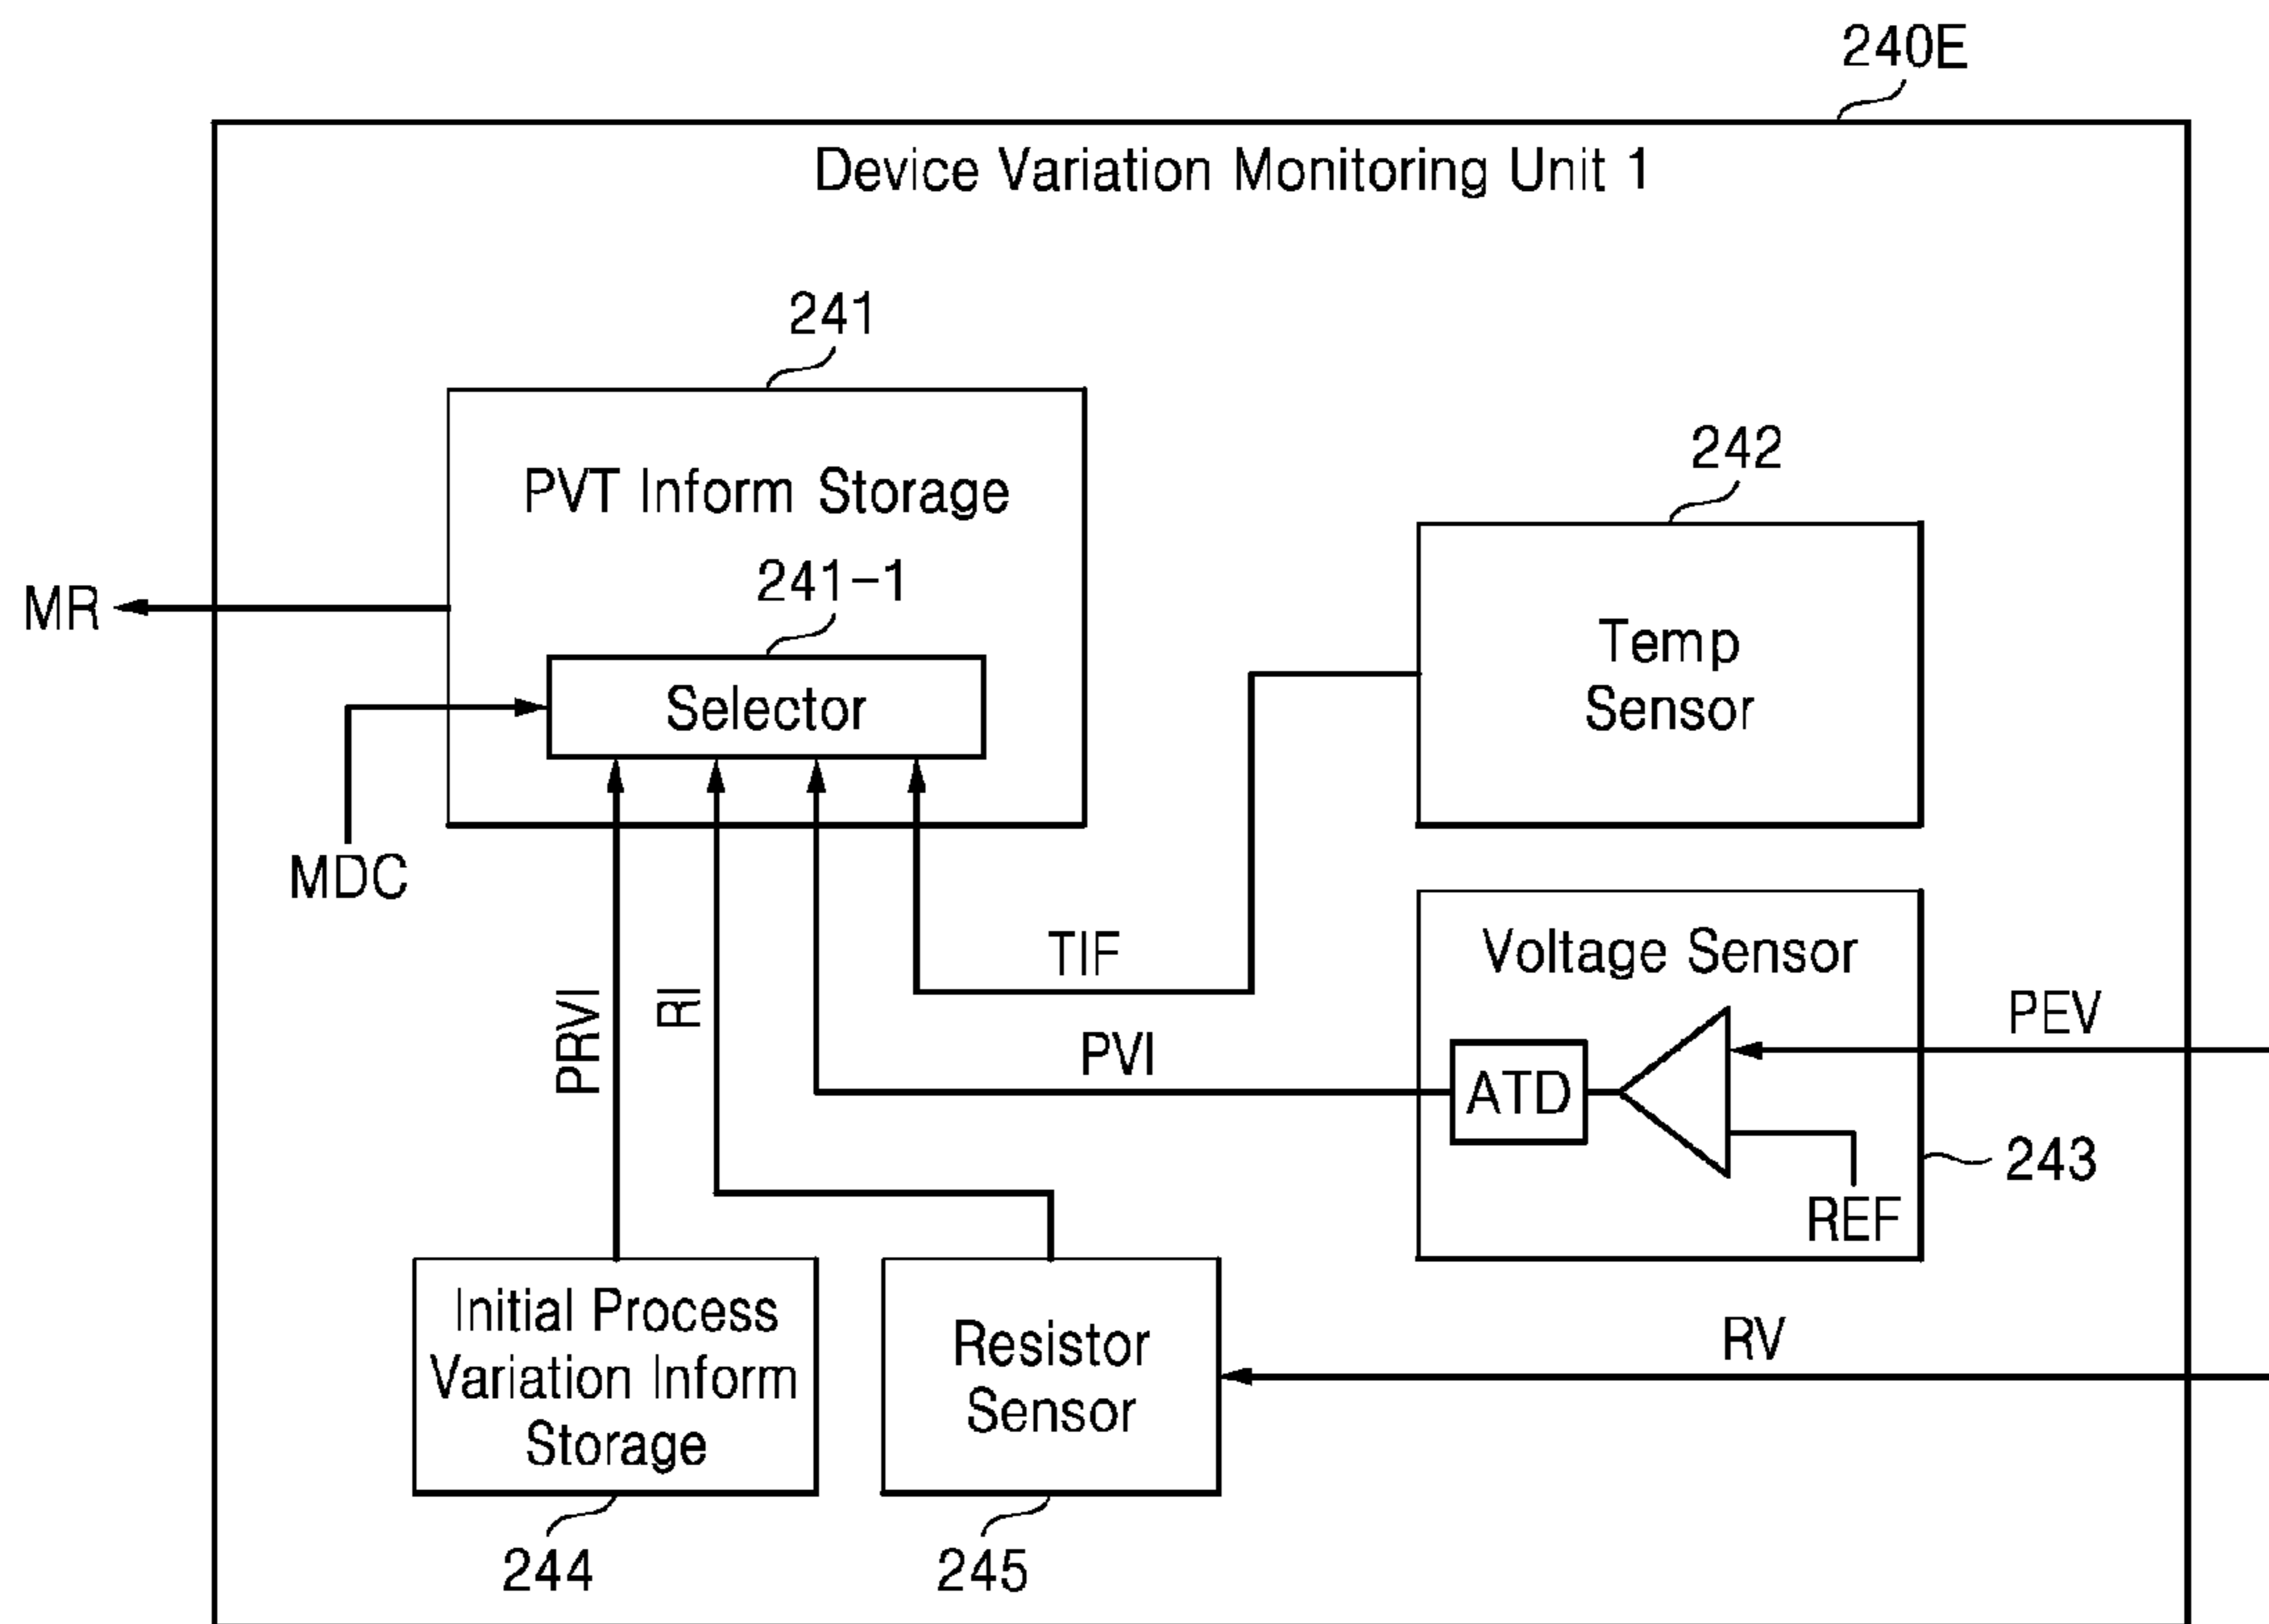 240E
Device Variation Monitoring Unit 1
241
PVT Inform Storage
242
241-1
MR
Temp
Sensor
Selector
MDC
TIF
Voltage Sensor
PRVI
RI
PEV
PVI
ATD
243
REF
Initial Process
Variation Inform
Storage
Resistor
Sensor
RV
244
245